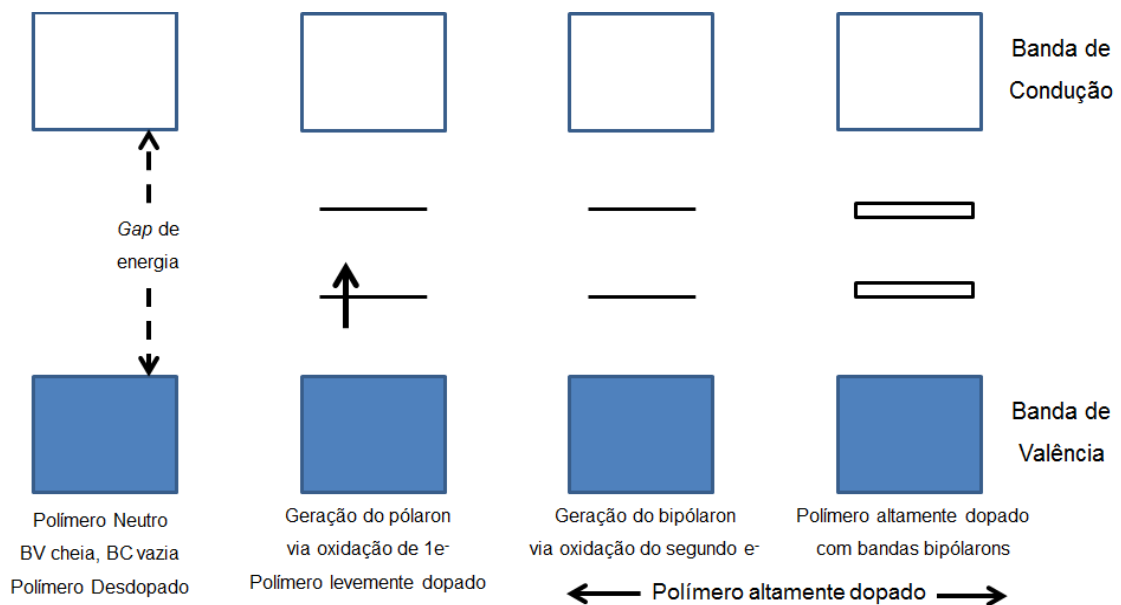 Banda de
Condução
Gap de
energia
Banda de
Valência
Polímero Neutro
BV cheia, BC vazia
Polímero Desdopado
Geração do pólaron
via oxidação de 1e-
Polímero levemente dopado
Geração do bipólaron
via oxidação do segundo e-
Polímero altamente dopado
com bandas bipólarons
Polímero altamente dopado